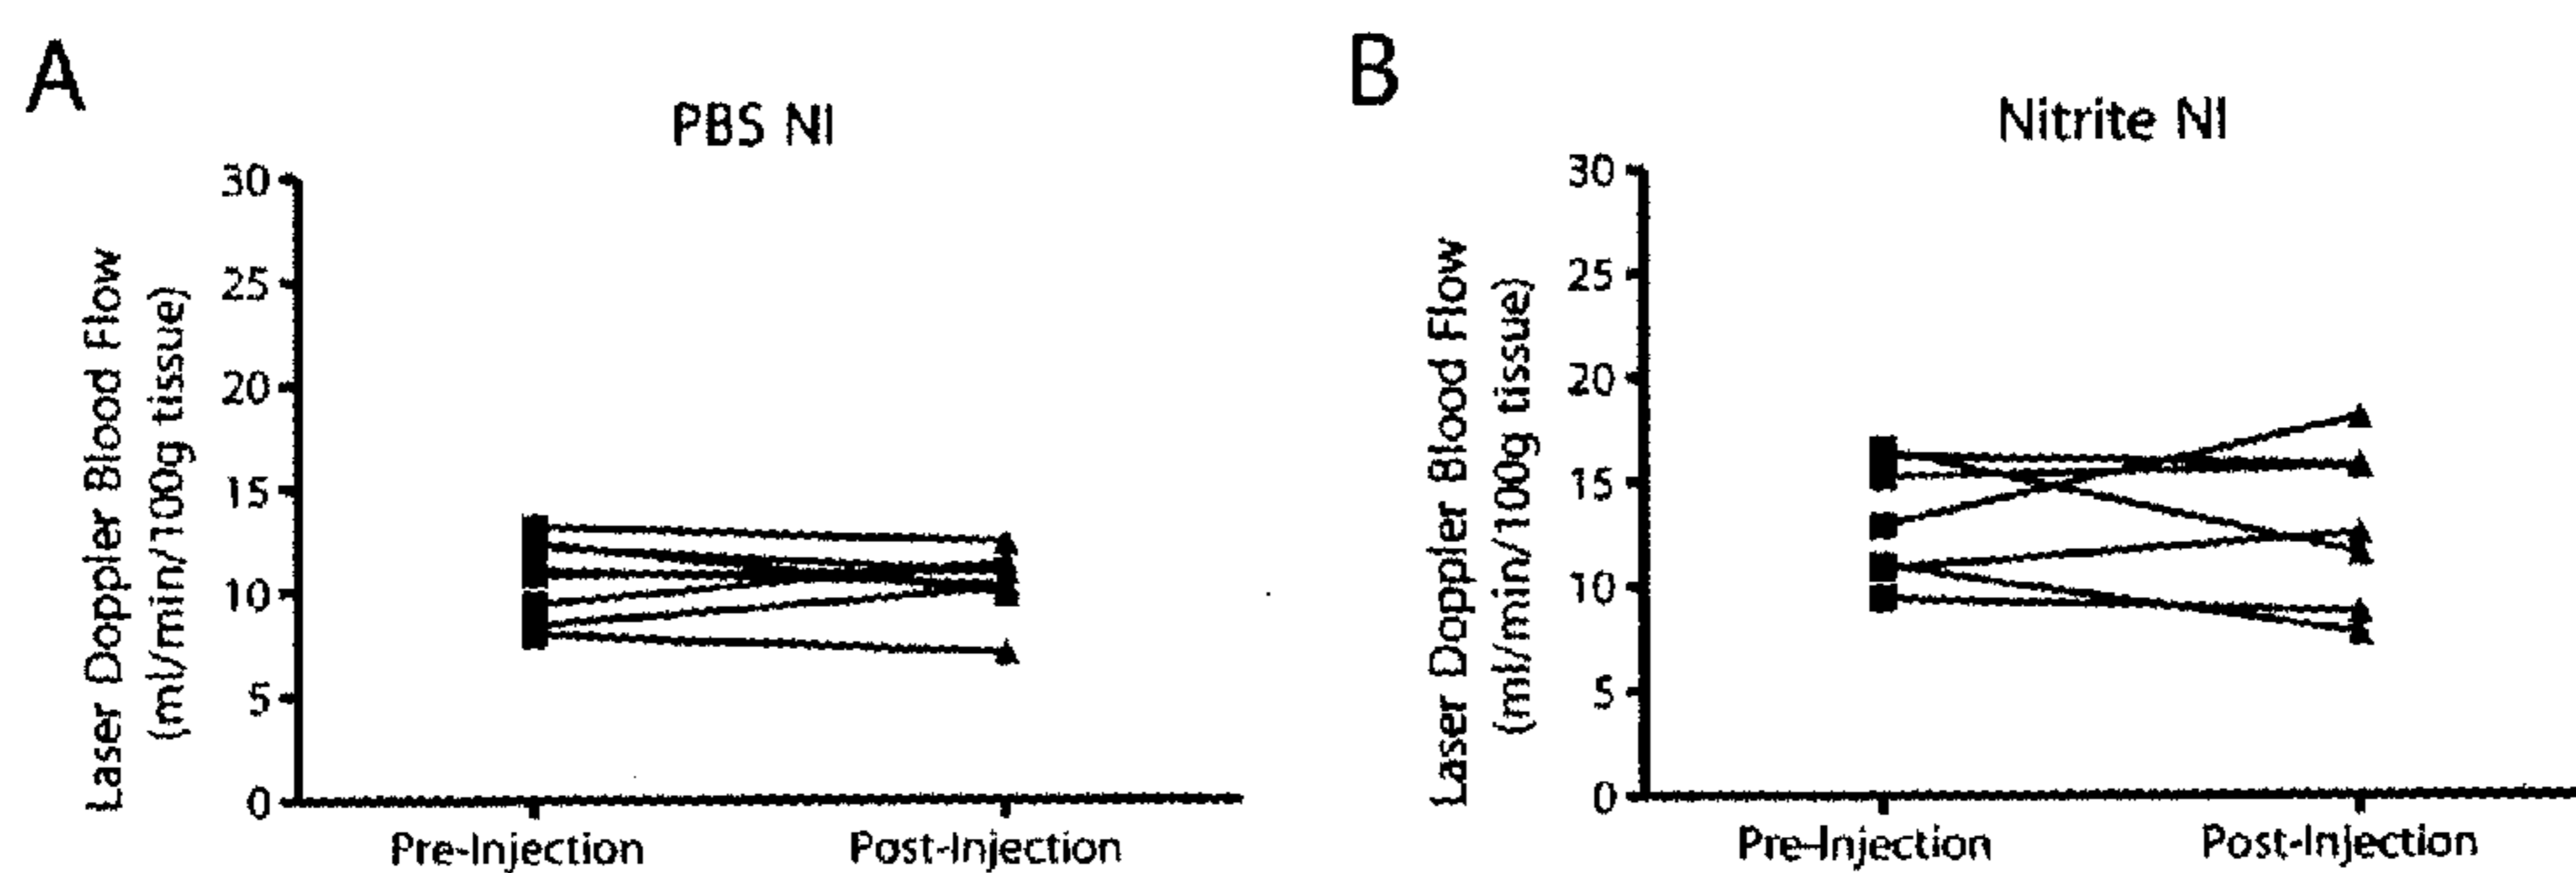 A
PBS NI
30
25
20
15
10
5
0
Laser Doppler Blood Flow
(ml/min/100g tissue)
Pre-Injection
Post-Injection
B
Nitrite NI
30
25
20
15
10
5
0
Laser Doppler Blood Flow
(ml/min/100g tissue)
Pre-Injection
Post-Injection